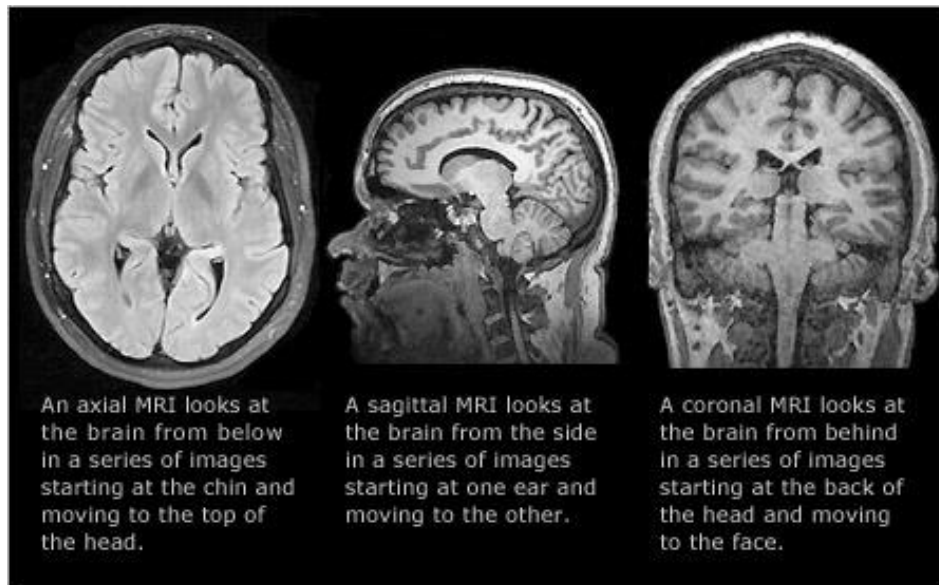 An axial MRI looks at
the brain from below
in a series of images
starting at the chin and
moving to the top of
the head.
A sagittal MRI looks at
the brain from the side
in a series of images
starting at one ear and
moving to the other.
A coronal MRI looks at
the brain from behind
in a series of images
starting at the back of
the head and moving
to the face.